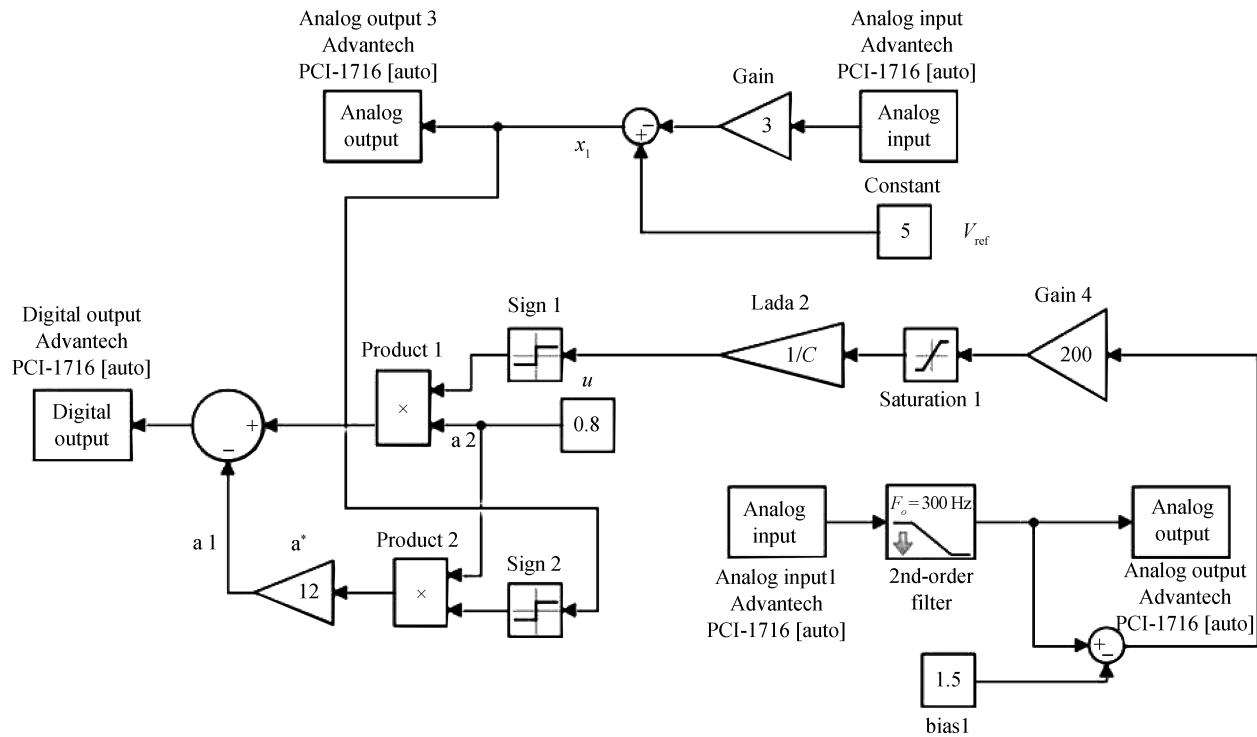 Analog output 3
Advantech
PCI-1716 [auto]
Analog
output
Analog input
Advantech
PCI-1716 [auto]
Analog
input
Gain
3
−
+
x₁
Constant
5
V_ref
Digital output
Advantech
PCI-1716 [auto]
Digital
output
+
−
Product 1
×
Sign 1
u
0.8
a 2
Lada 2
1/C
Saturation 1
Gain 4
200
a 1
a*
12
Product 2
×
Sign 2
Analog
input
Analog input1
Advantech
PCI-1716 [auto]
F_o = 300 Hz
2nd-order
filter
Analog
output
Analog output
Advantech
PCI-1716 [auto]
+
−
1.5
bias1